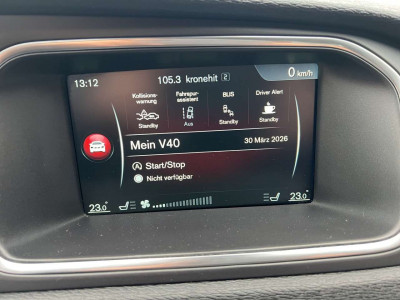 13:12
105.3 kronehit
0 km/h
Kollisions-
warnung
Fahrspur-
assistent
BLIS
Driver Alert
Standby
Aus
Standby
Standby
Mein V40
30 März 2026
Start/Stop
Nicht verfügbar
23.0°
23.0°